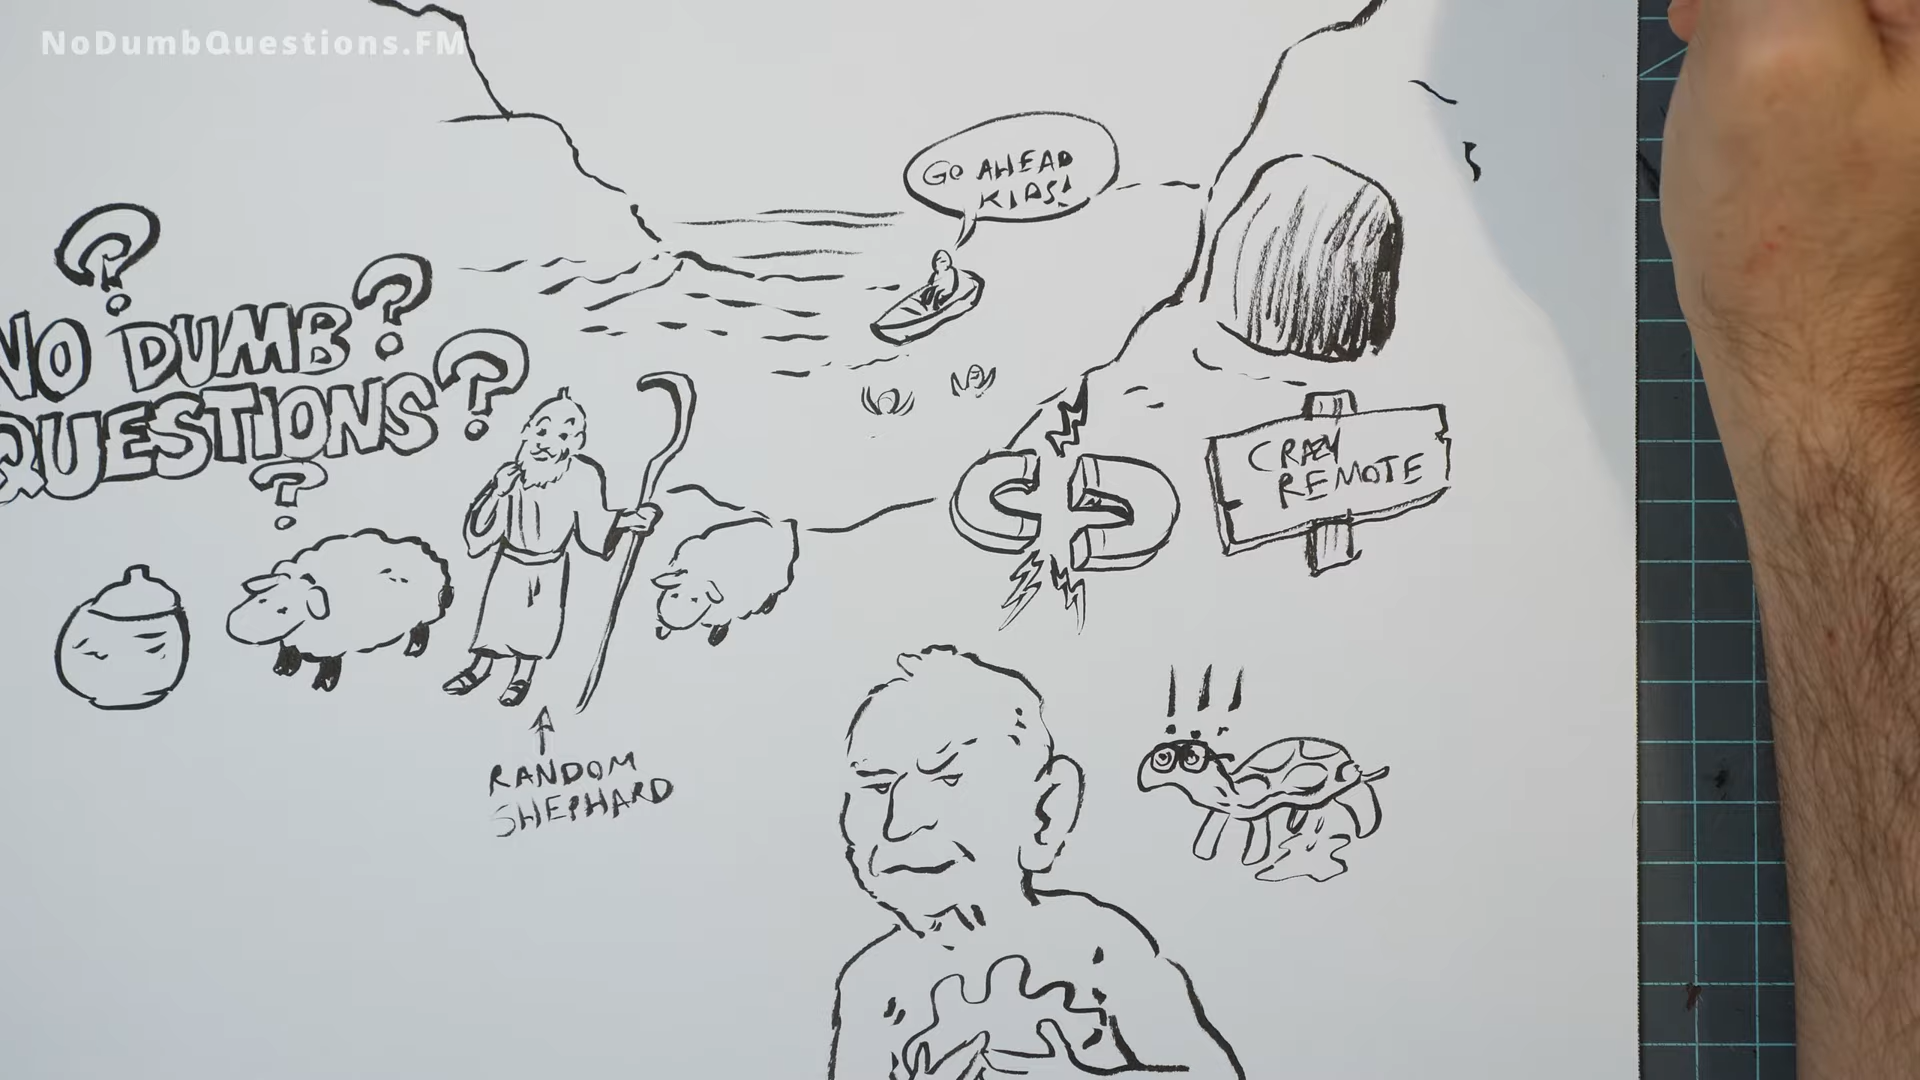 NoDumbQuestions.FM
GO AHEAD
KIDS!
NO DUMB
QUESTIONS
CRAZY
REMOTE
RANDOM
SHEPHARD